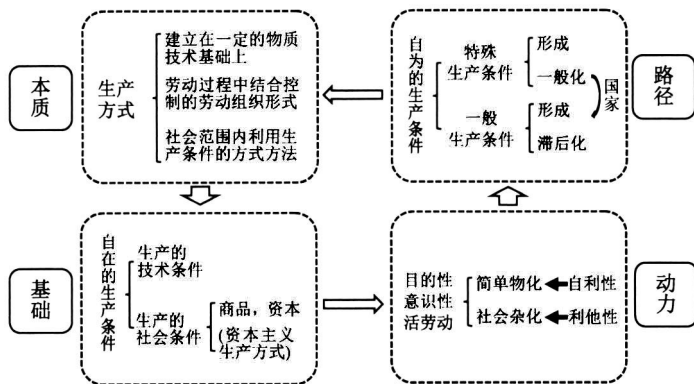 本质
生产
方式
建立在一定的物质
技术基础上
劳动过程中结合控
制的劳动组织形式
社会范围内利用生
产条件的方式方法
自为的生产条件
特殊
生产条件
形成
一般化
一般
生产条件
形成
滞后化
国家
路径
基础
自在的生产条件
生产的
技术条件
生产的
社会条件
商品，资本
(资本主义
生产方式)
目的性
意识性
活劳动
简单物化
自利性
社会杂化
利他性
动力